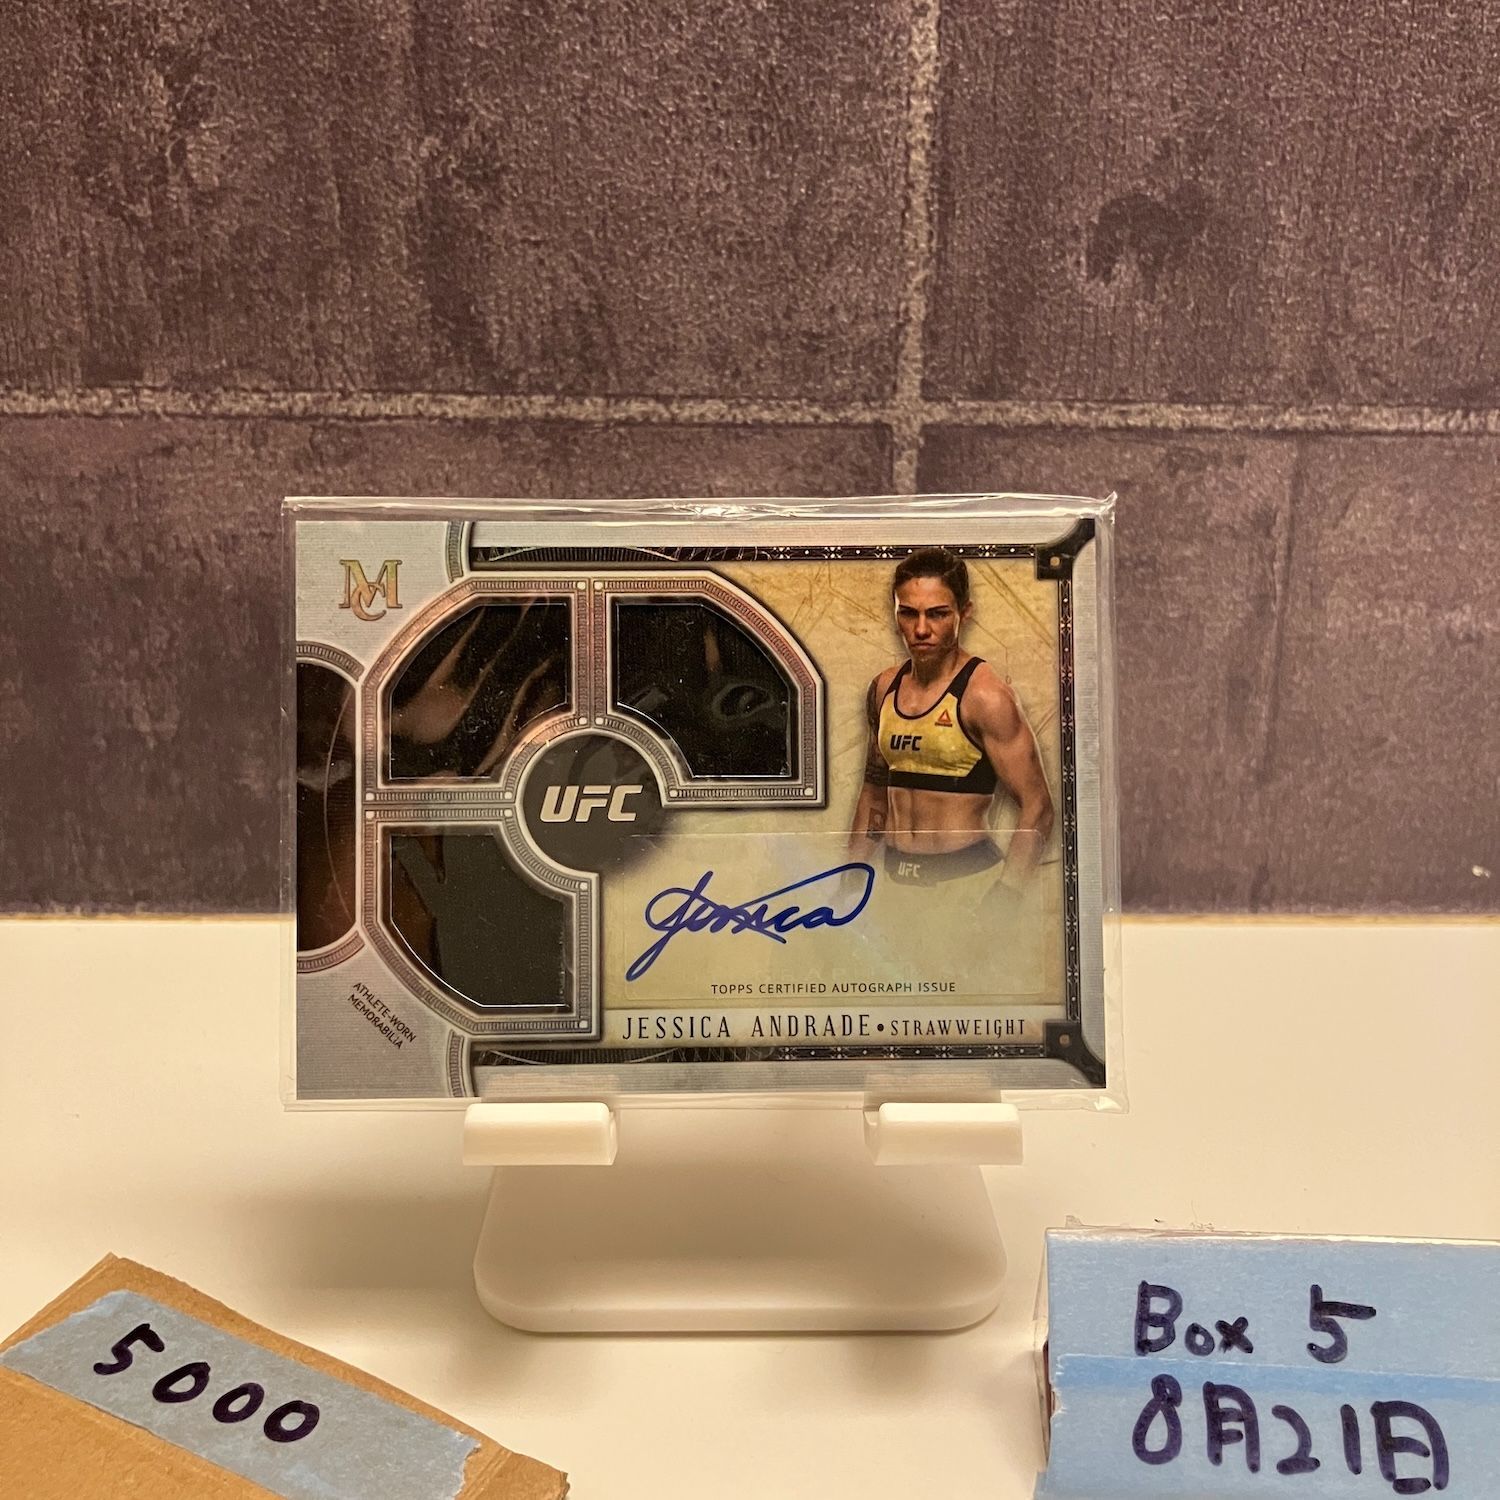 MC
UFC
UFC
UFC
Jessica
TOPPS CERTIFIED AUTOGRAPH ISSUE
JESSICA ANDRADE • STRAWWEIGHT
ATHLETE-WORN
MEMORABILIA
5000
Box 5
8月21日